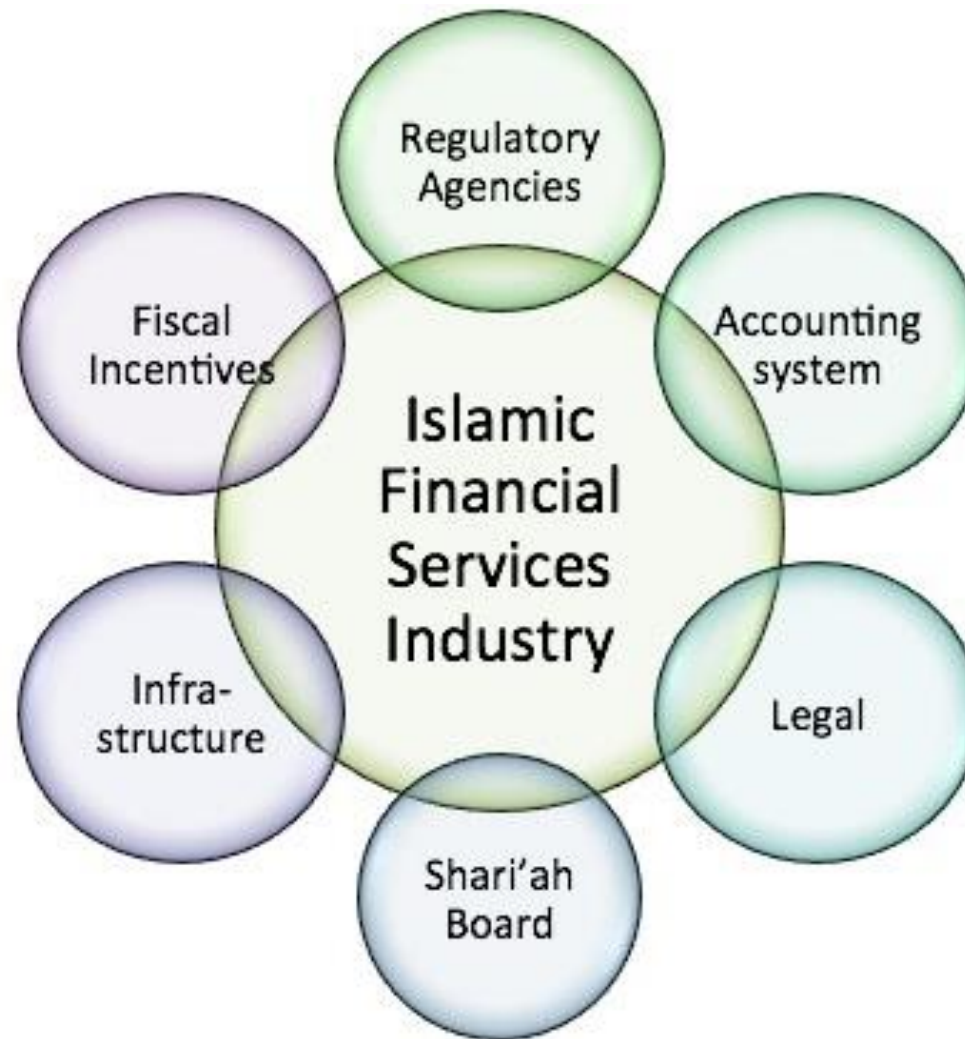 Regulatory
Agencies
Fiscal
Incentives
Accounting
system
Islamic
Financial
Services
Industry
Infra-
structure
Legal
Shari’ah
Board